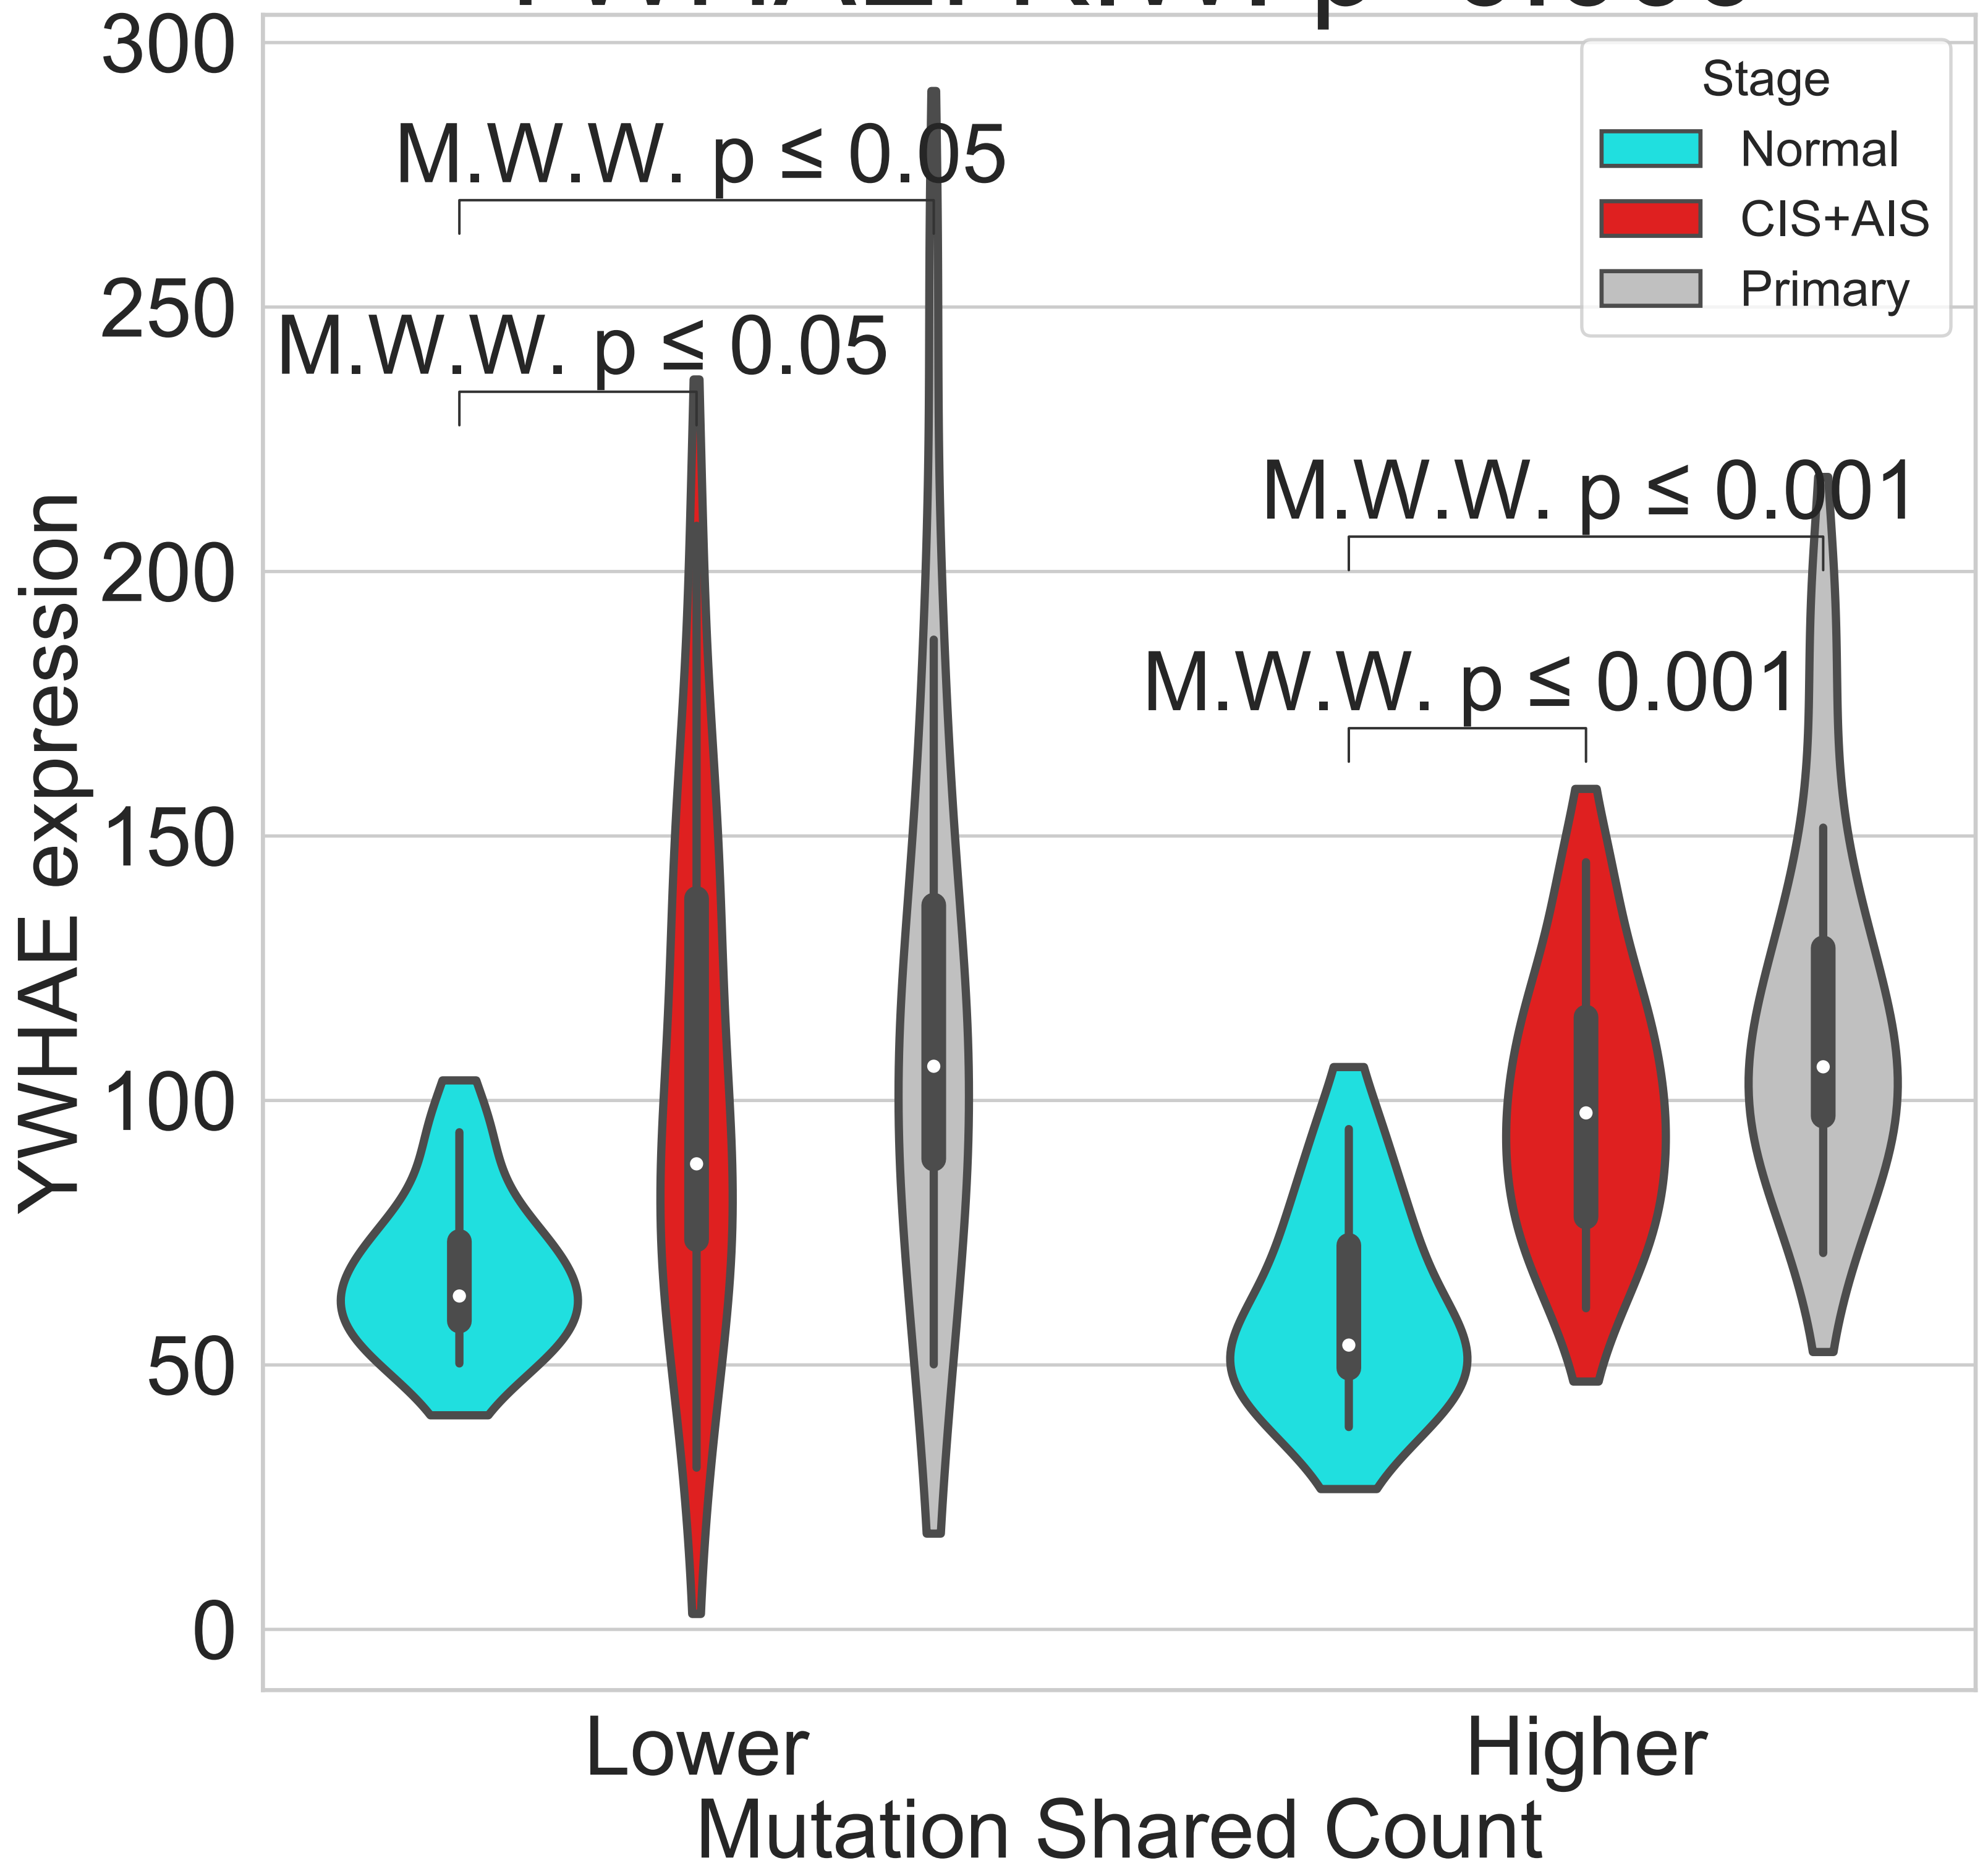 300
250
200
150
100
50
0
YWHAE expression
M.W.W. p ≤ 0.05
M.W.W. p ≤ 0.05
M.W.W. p ≤ 0.001
M.W.W. p ≤ 0.001
Stage
Normal
CIS+AIS
Primary
Lower
Higher
Mutation Shared Count